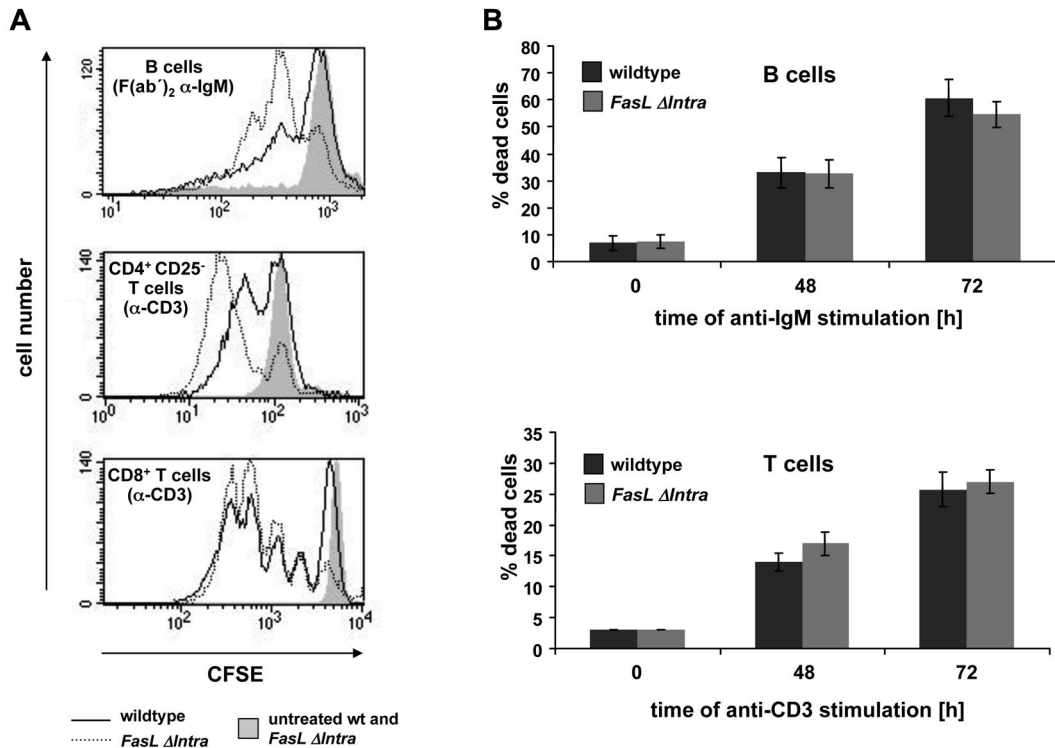 A
B cells
(F(ab´)₂ α-IgM)
120
0
10¹ 10² 10³
CD4⁺ CD25⁻
T cells
(α-CD3)
140
0
10⁰ 10¹ 10² 10³
CD8⁺ T cells
(α-CD3)
140
0
10² 10³ 10⁴
cell number
CFSE
wildtype
FasL ΔIntra
untreated wt and
FasL ΔIntra
B
B cells
wildtype
FasL ΔIntra
% dead cells
80
70
60
50
40
30
20
10
0
0 48 72
time of anti-IgM stimulation [h]
T cells
wildtype
FasL ΔIntra
% dead cells
35
30
25
20
15
10
5
0
0 48 72
time of anti-CD3 stimulation [h]